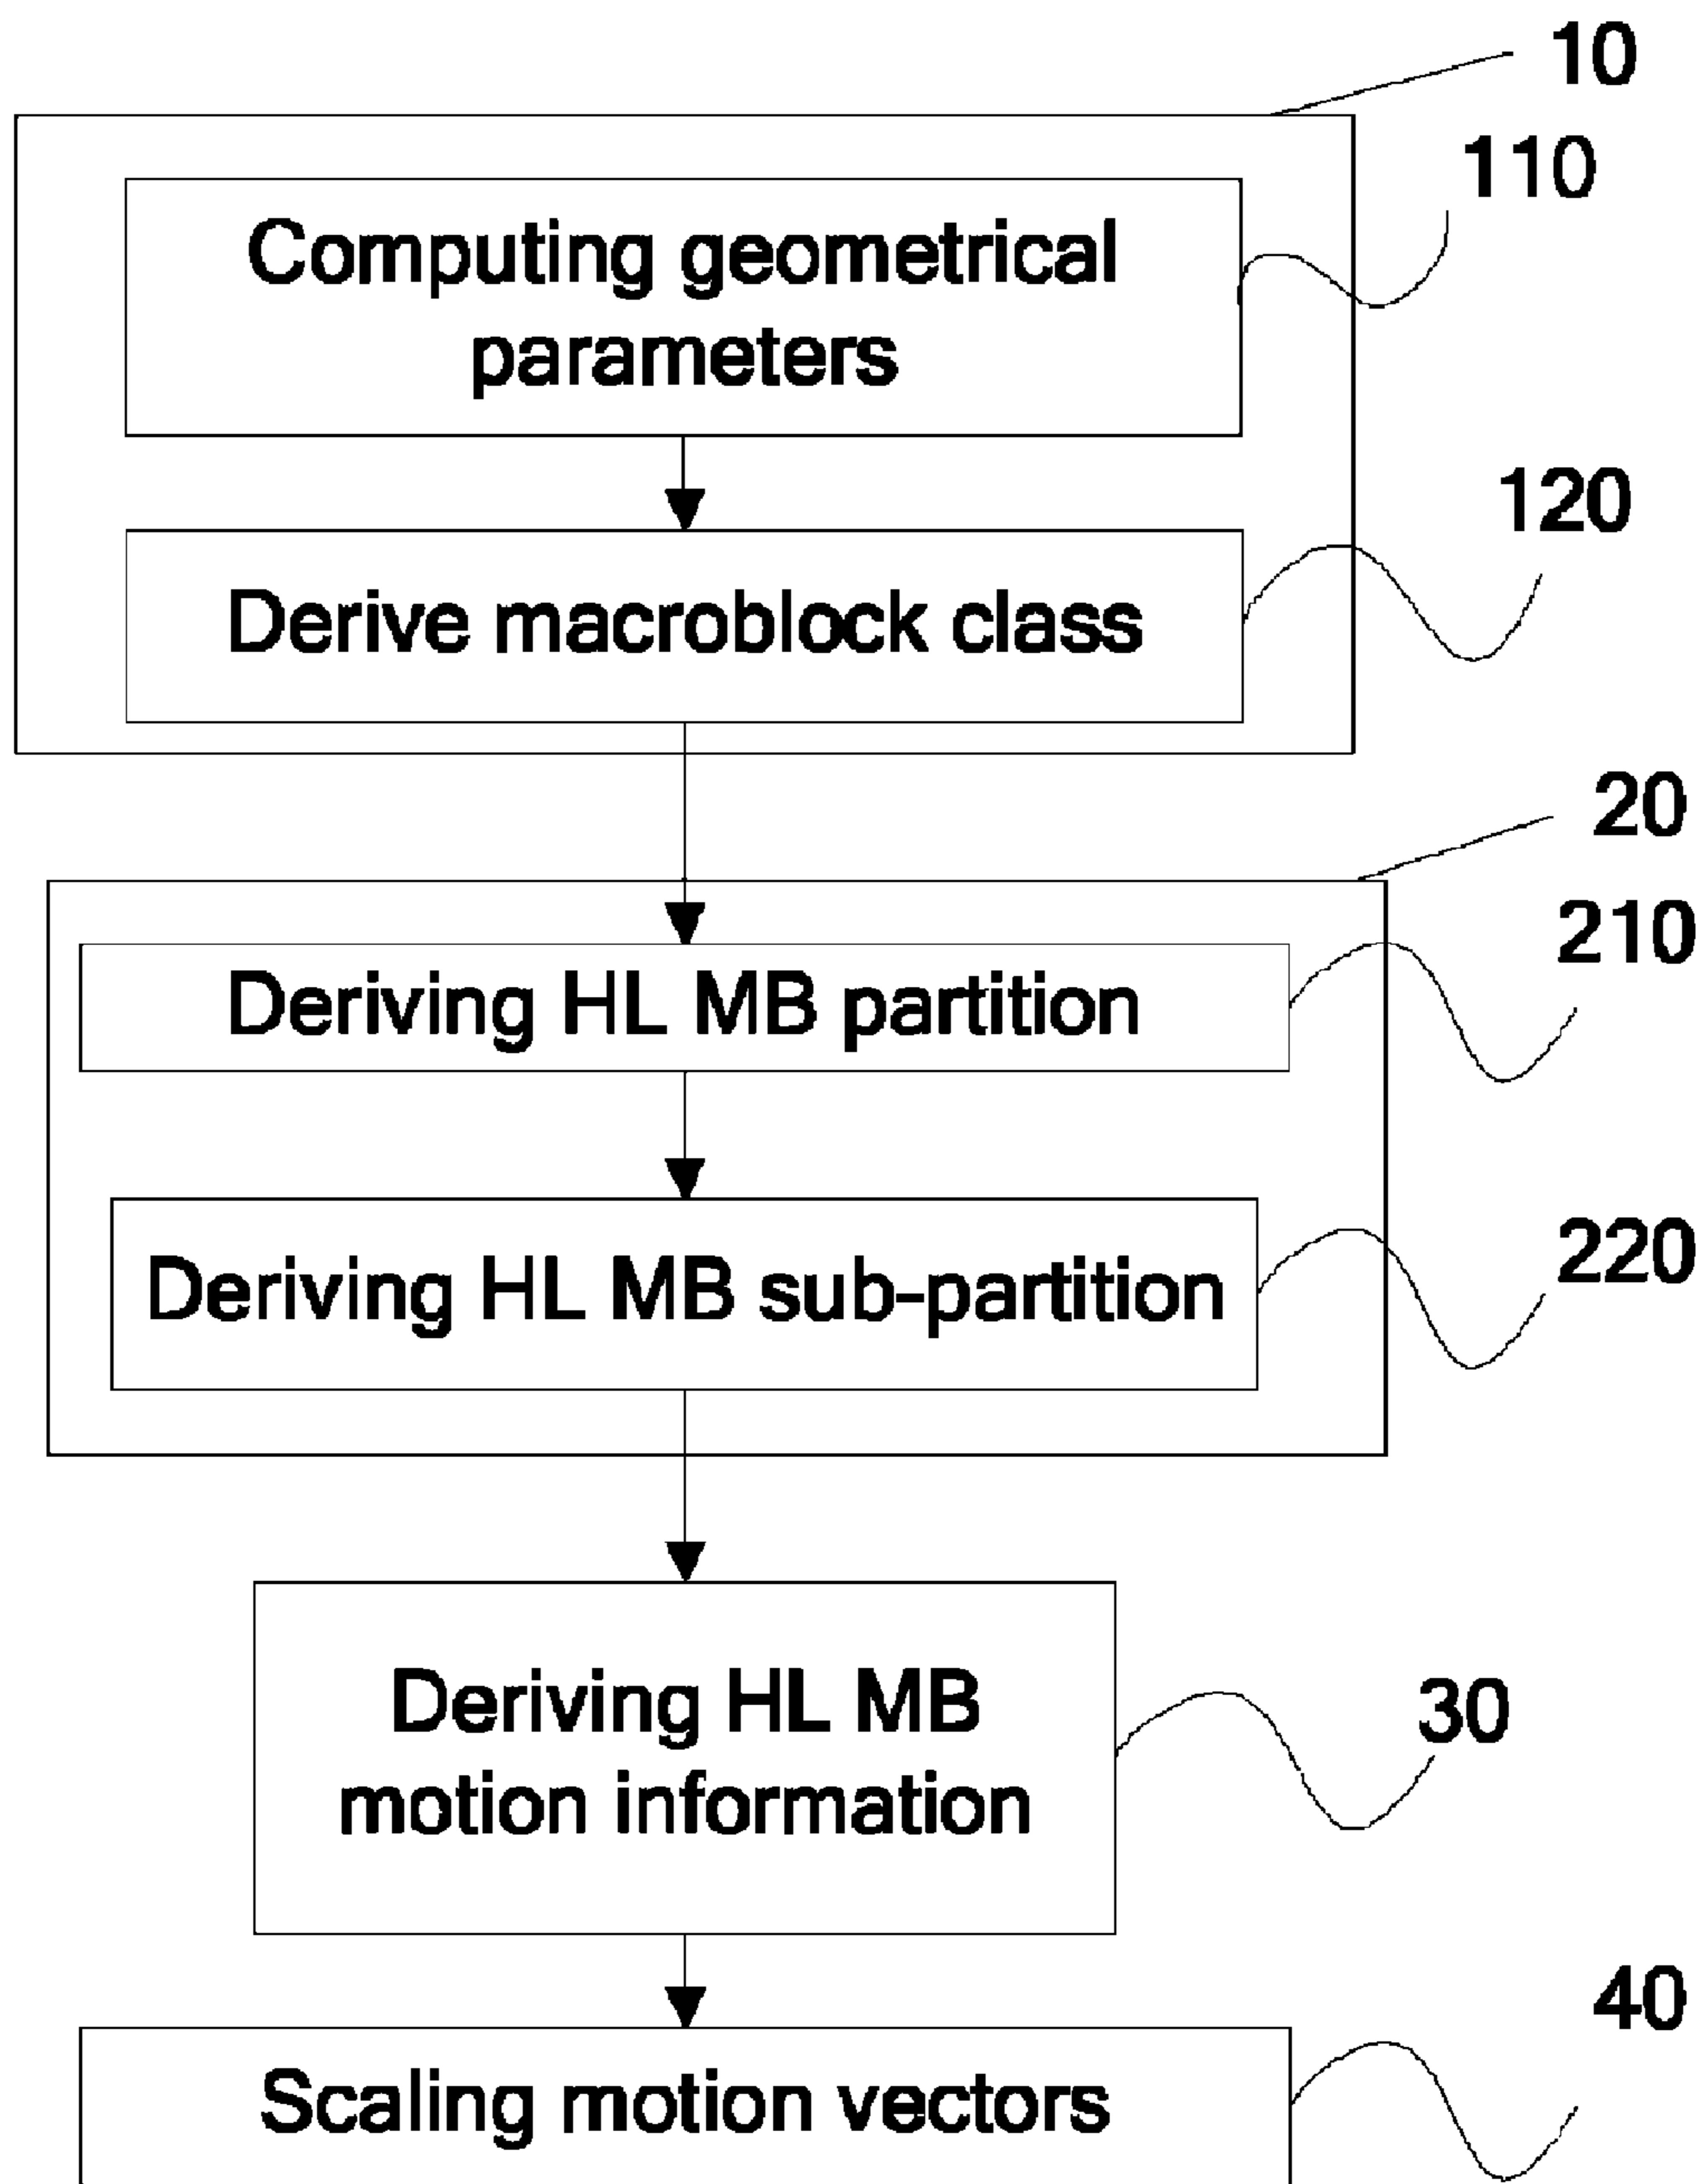 10
110
Computing geometrical
parameters
120
Derive macroblock class
20
210
Deriving HL MB partition
220
Deriving HL MB sub-partition
30
Deriving HL MB
motion information
40
Scaling motion vectors